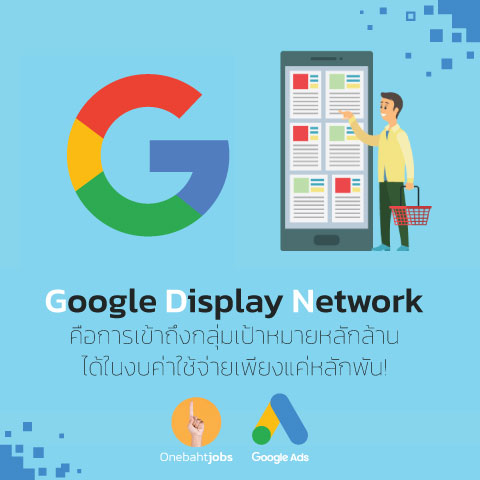 Google Display Network
คือการเข้าถึงกลุ่มเป้าหมายหลักล้าน
ได้ในงบค่าใช้จ่ายเพียงแค่หลักพัน!
Onebahtjobs
Google Ads